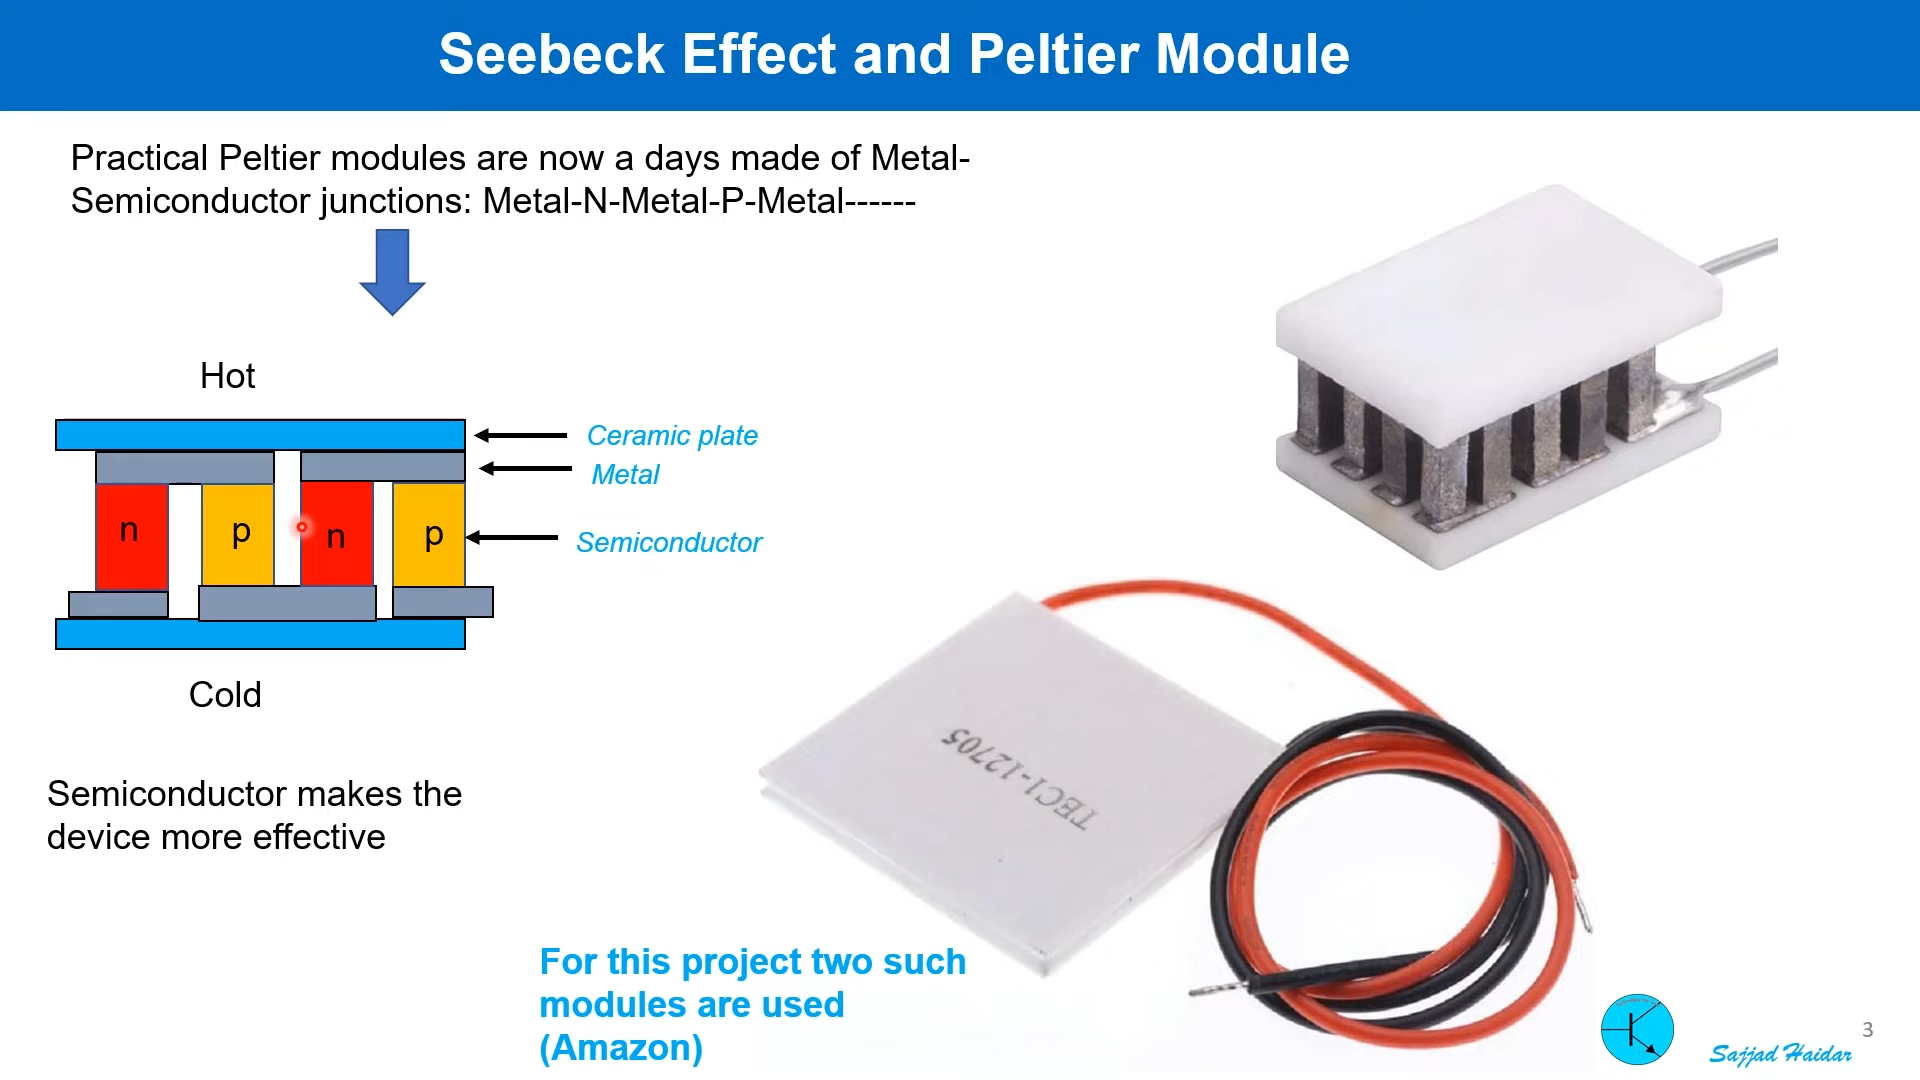 Seebeck Effect and Peltier Module
Practical Peltier modules are now a days made of Metal-
Semiconductor junctions: Metal-N-Metal-P-Metal------
Hot
Ceramic plate
Metal
n
p
n
p
Semiconductor
Cold
Semiconductor makes the
device more effective
TEC1-12705
For this project two such
modules are used
(Amazon)
Sajjad Haidar
3